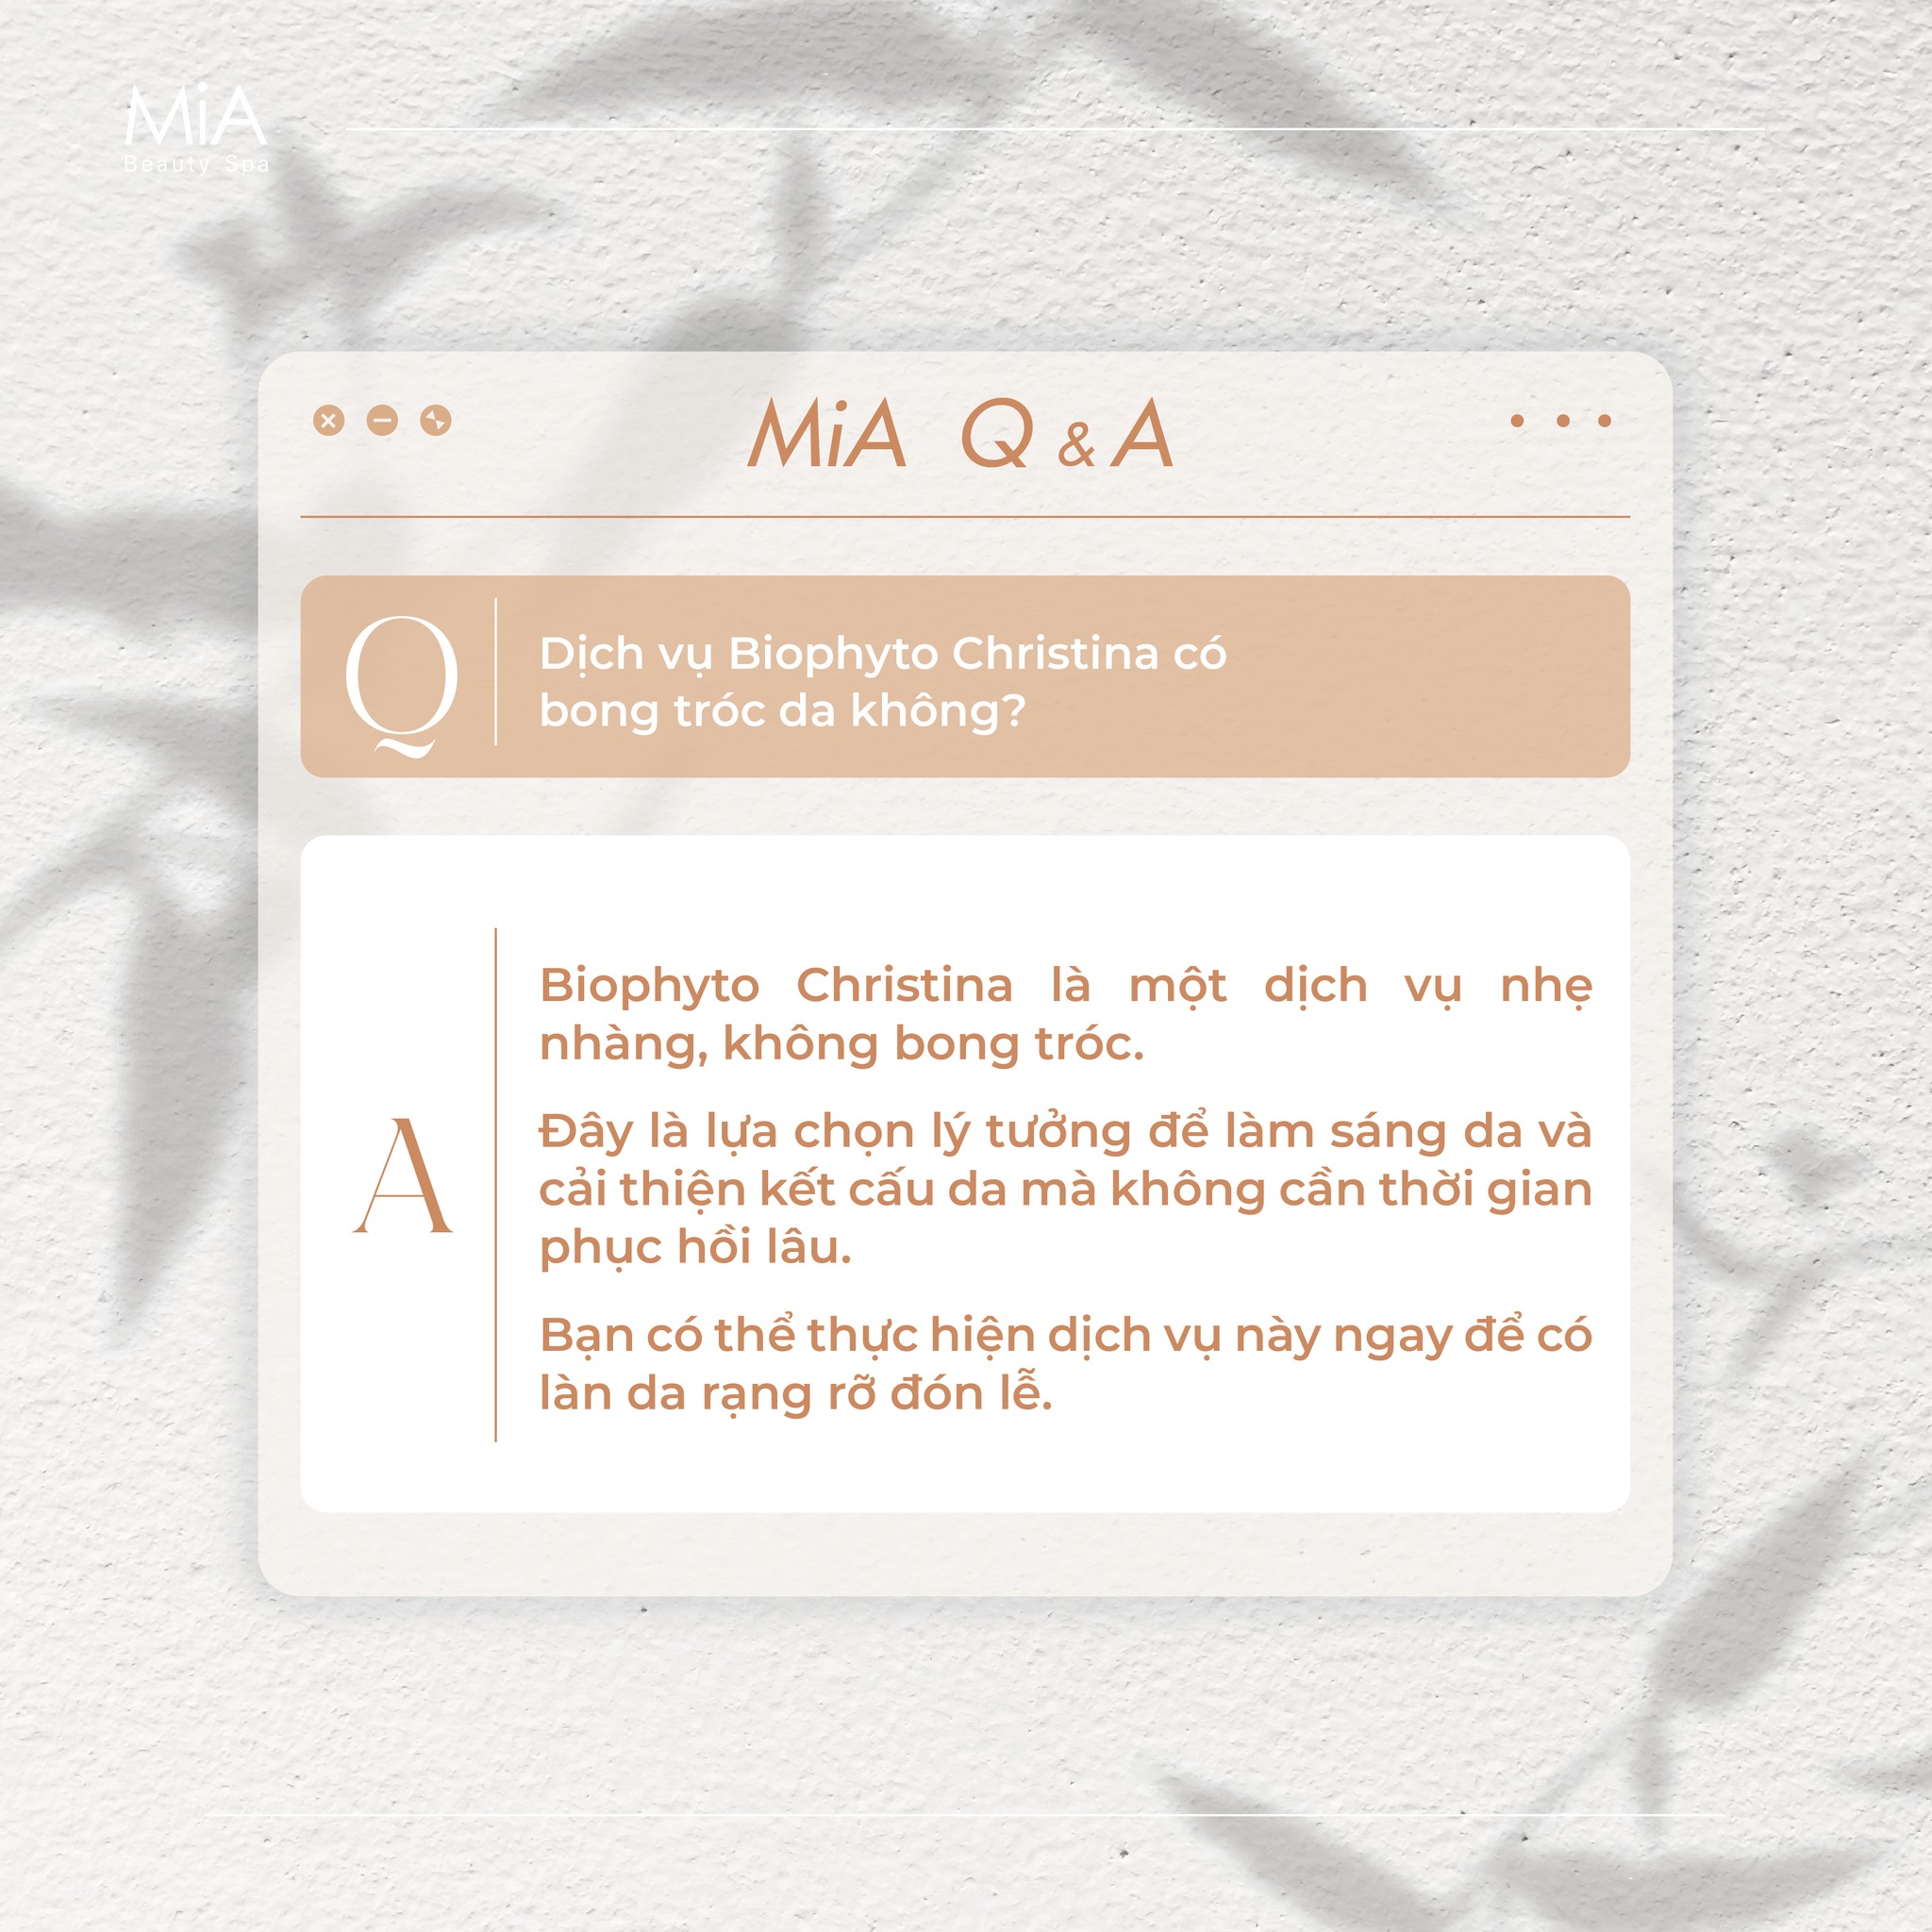 MiA
Beauty Spa
MiA Q & A
Q
Dịch vụ Biophyto Christina có
bong tróc da không?
A
Biophyto Christina là một dịch vụ nhẹ
nhàng, không bong tróc.
Đây là lựa chọn lý tưởng để làm sáng da và
cải thiện kết cấu da mà không cần thời gian
phục hồi lâu.
Bạn có thể thực hiện dịch vụ này ngay để có
làn da rạng rỡ đón lễ.